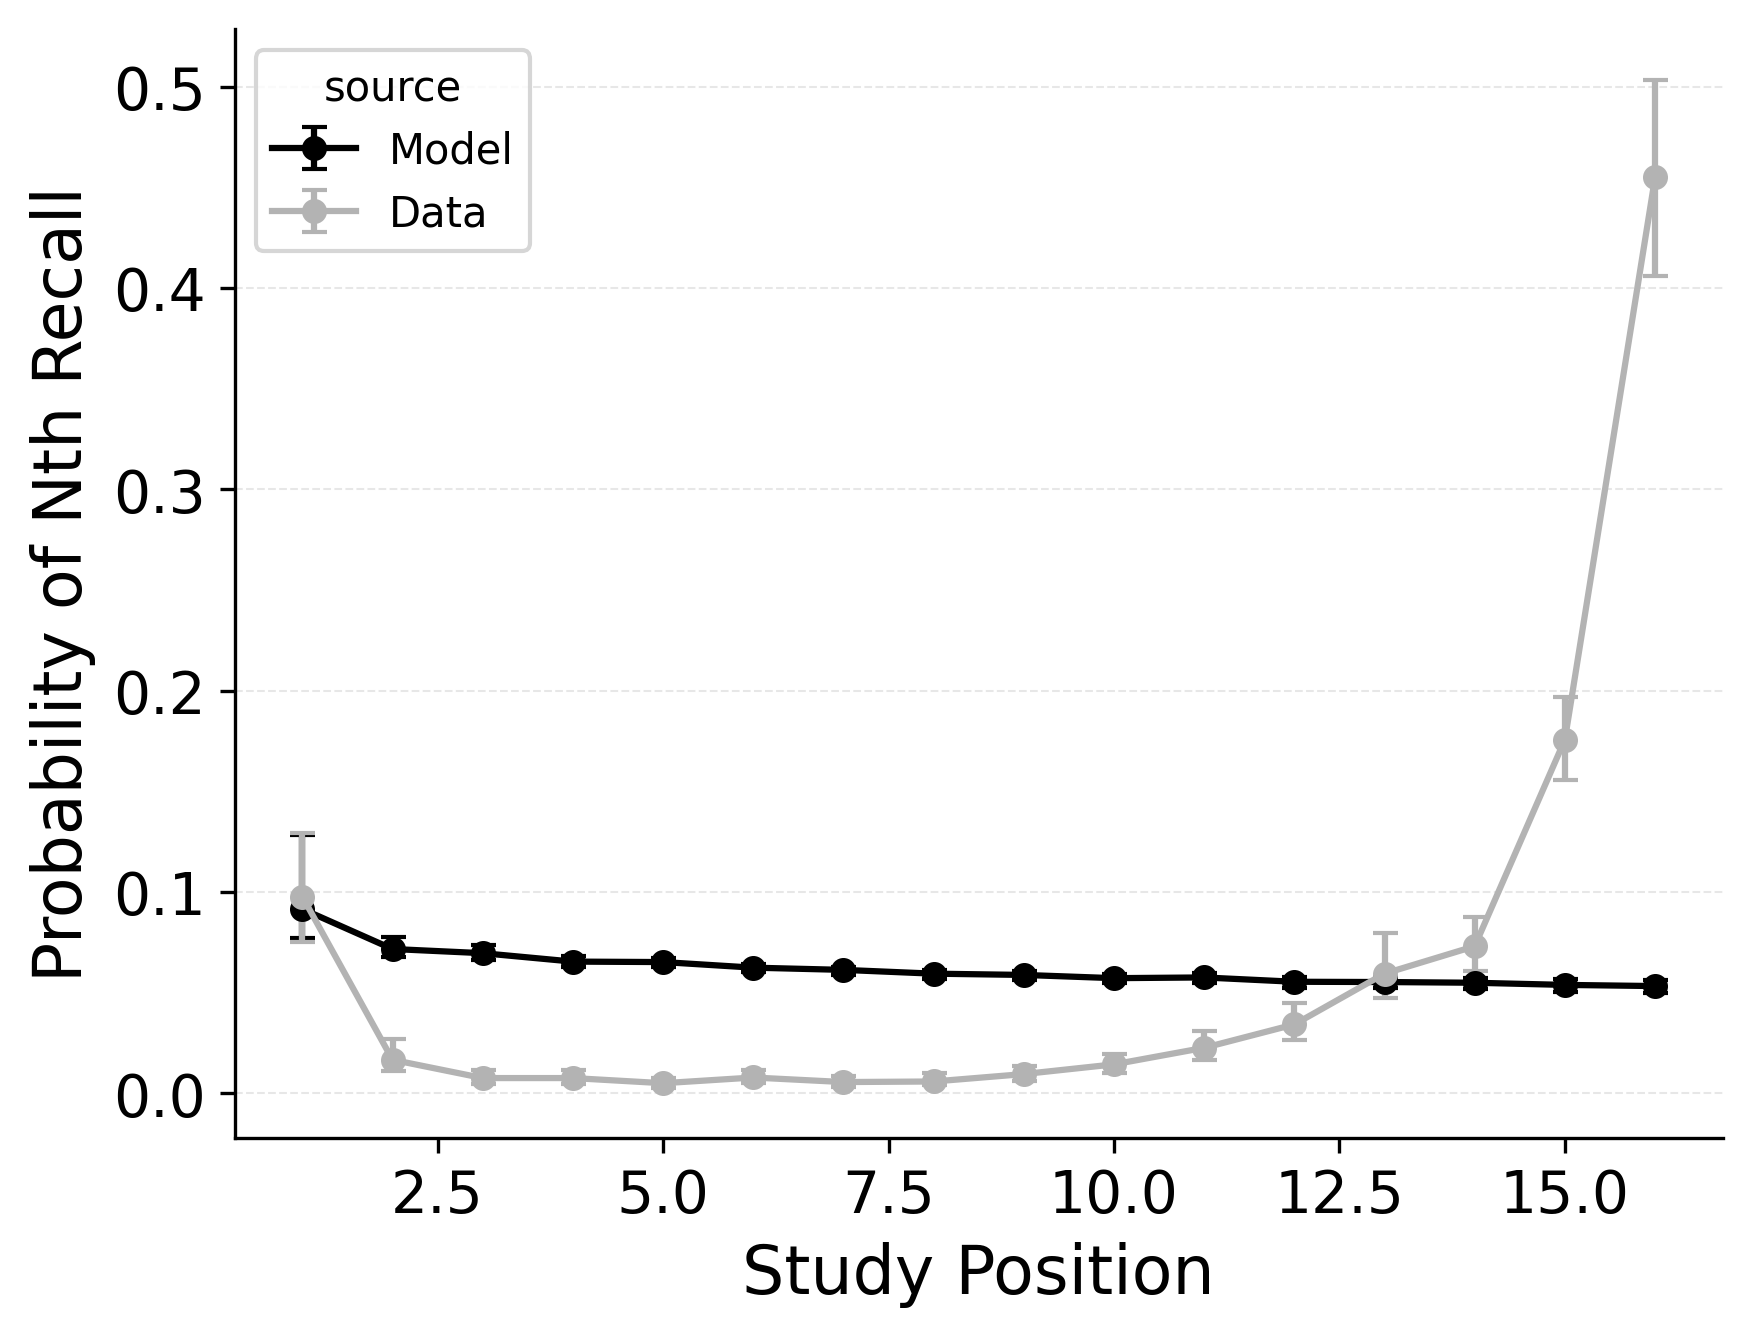 source
Model
Data
Probability of Nth Recall
0.5
0.4
0.3
0.2
0.1
0.0
2.5 5.0 7.5 10.0 12.5 15.0
Study Position